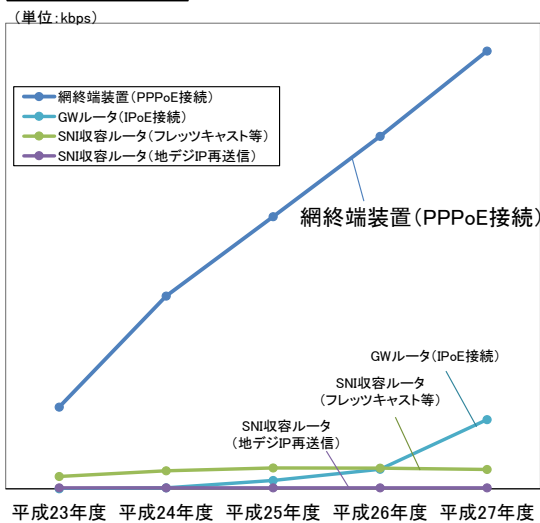 （単位:kbps）
網終端装置（PPPoE接続）
GWルータ（IPoE接続）
SNI収容ルータ（フレッツキャスト等）
SNI収容ルータ（地デジIP再送信）
網終端装置（PPPoE接続）
GWルータ（IPoE接続）
SNI収容ルータ
（フレッツキャスト等）
SNI収容ルータ
（地デジIP再送信）
平成23年度 平成24年度 平成25年度 平成26年度 平成27年度